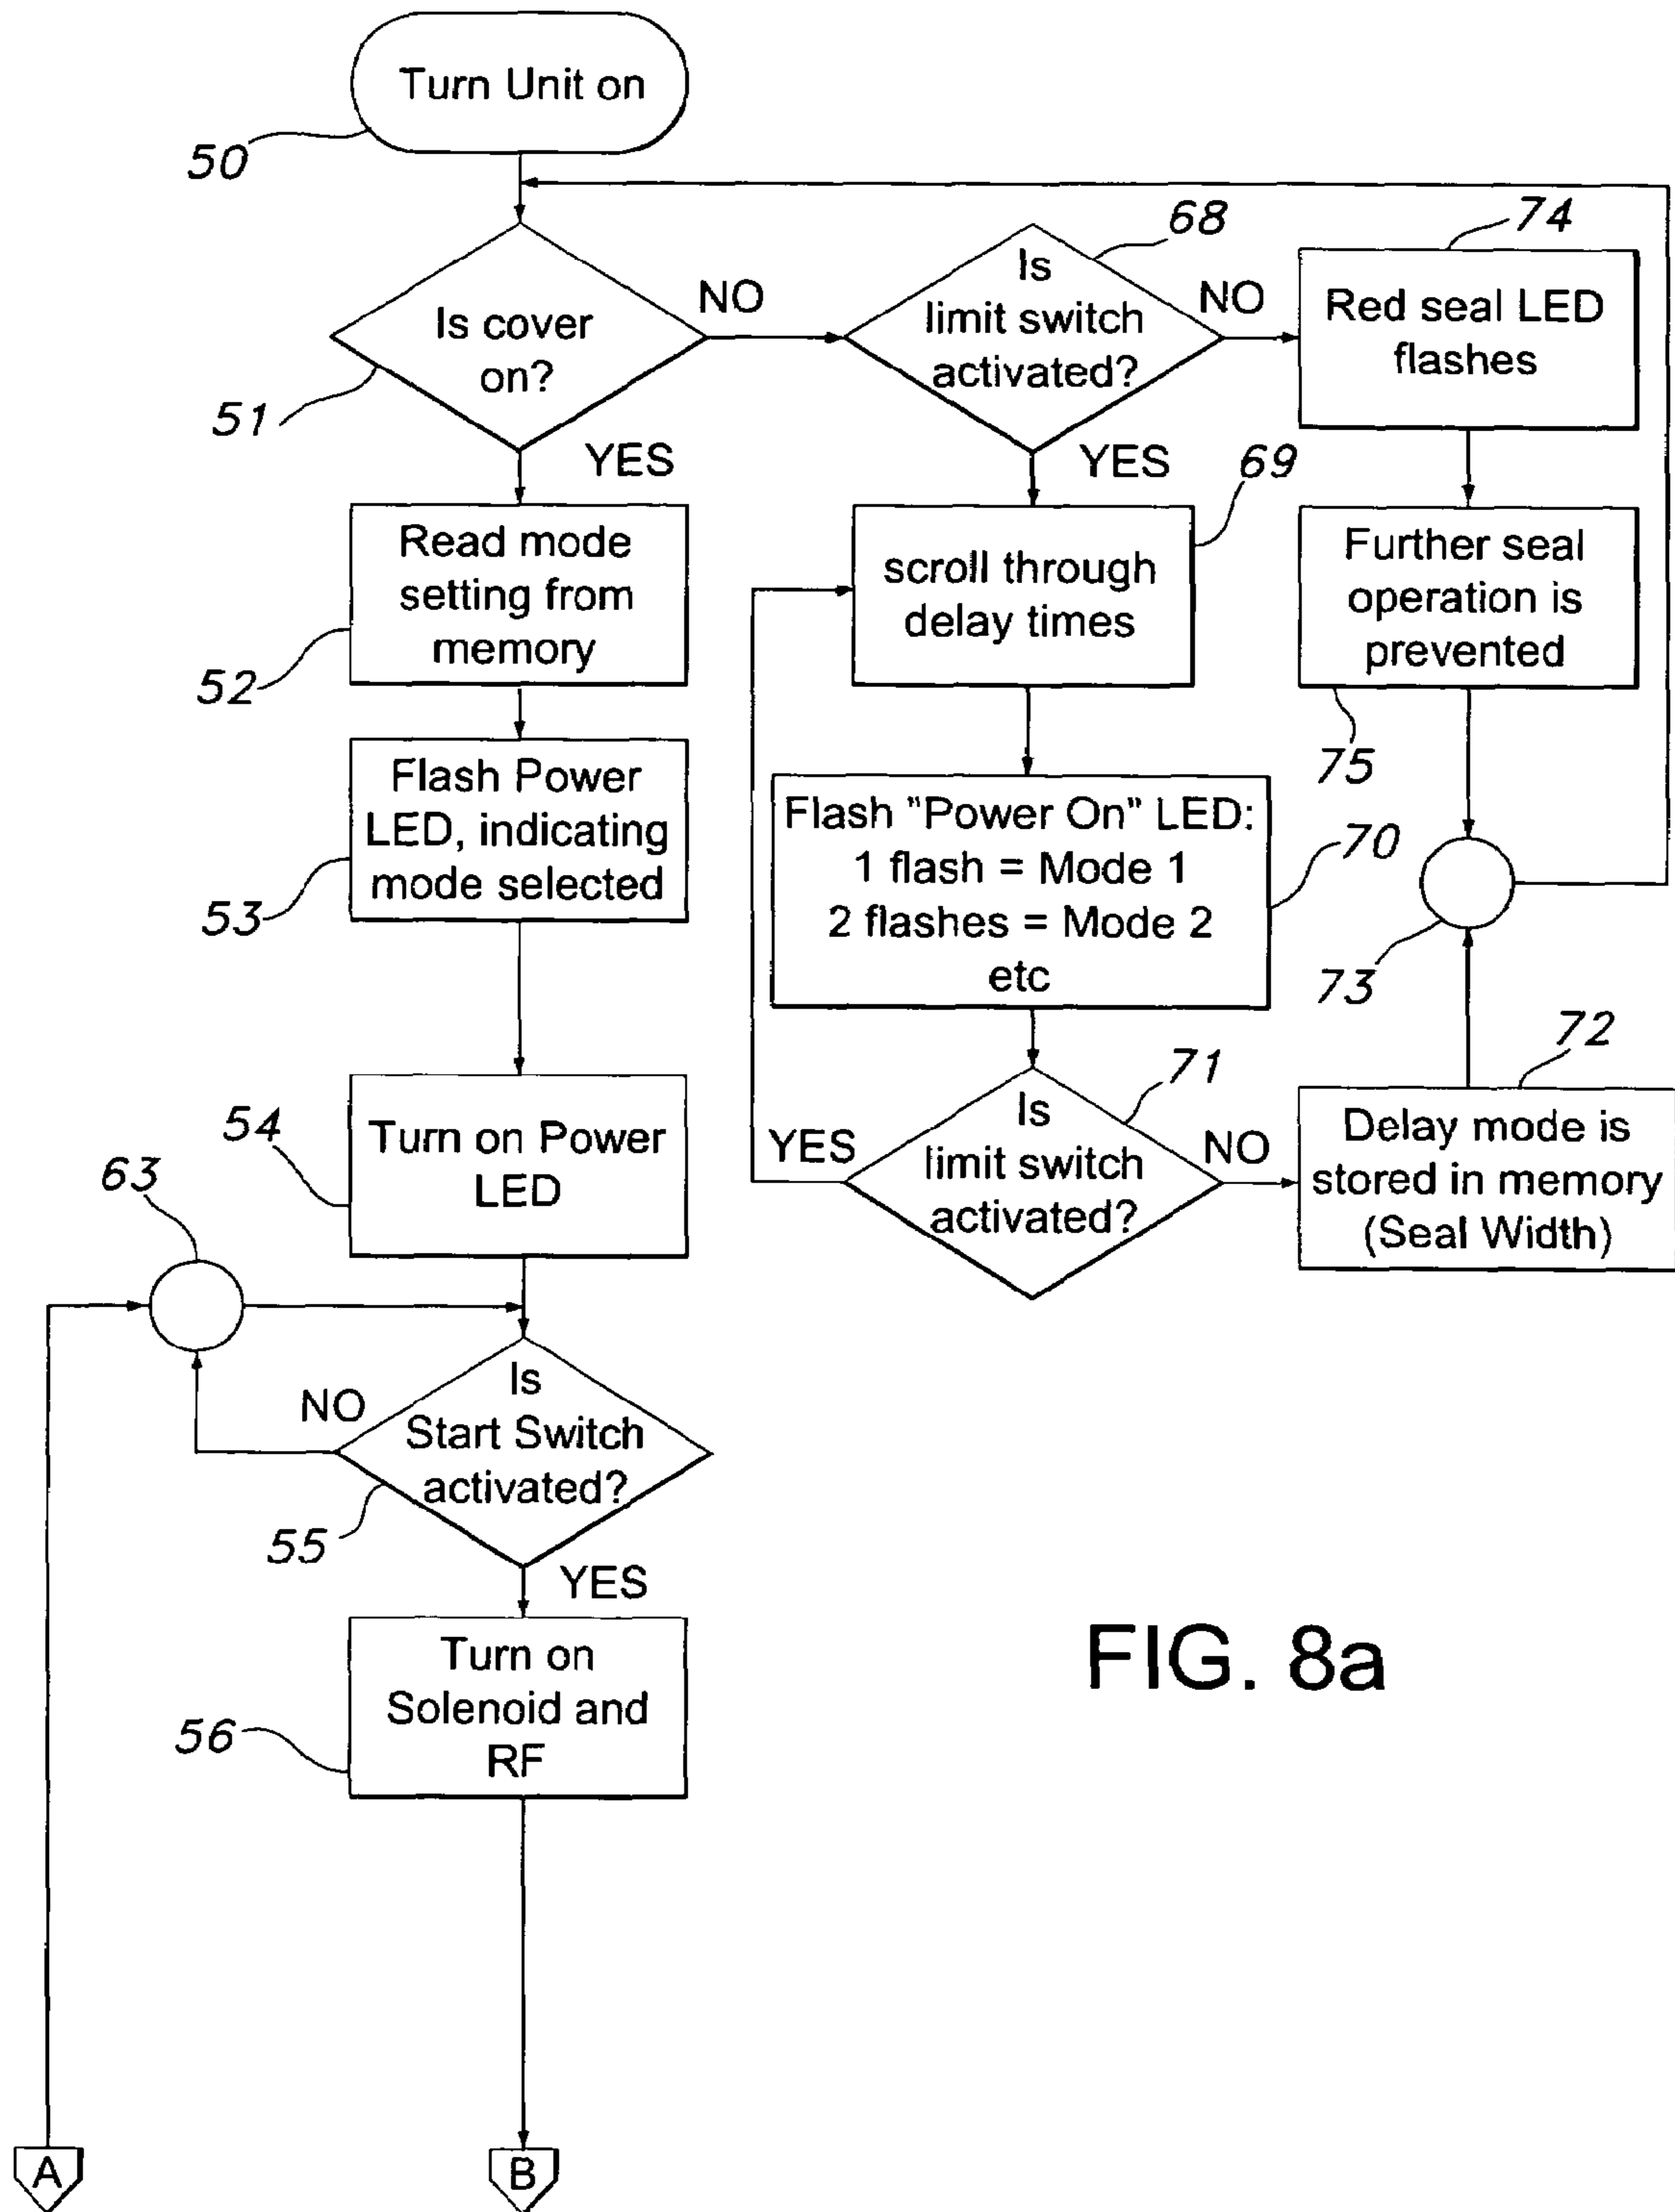 Turn Unit on
50
Is cover
on?
51
NO
YES
Is
limit switch
activated?
68
NO
YES
Red seal LED
flashes
74
Read mode
setting from
memory
52
scroll through
delay times
69
Further seal
operation is
prevented
75
Flash Power
LED, indicating
mode selected
53
Flash "Power On" LED:
1 flash = Mode 1
2 flashes = Mode 2
etc
70
73
Turn on Power
LED
54
Is
limit switch
activated?
71
YES
NO
Delay mode is
stored in memory
(Seal Width)
72
63
Is
Start Switch
activated?
55
NO
YES
Turn on
Solenoid and
RF
56
FIG. 8a
A
B